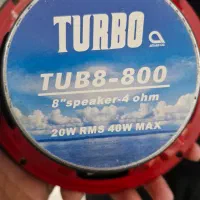 TURBO
TUB8-800
8"speaker-4 ohm
20W RMS 40W MAX